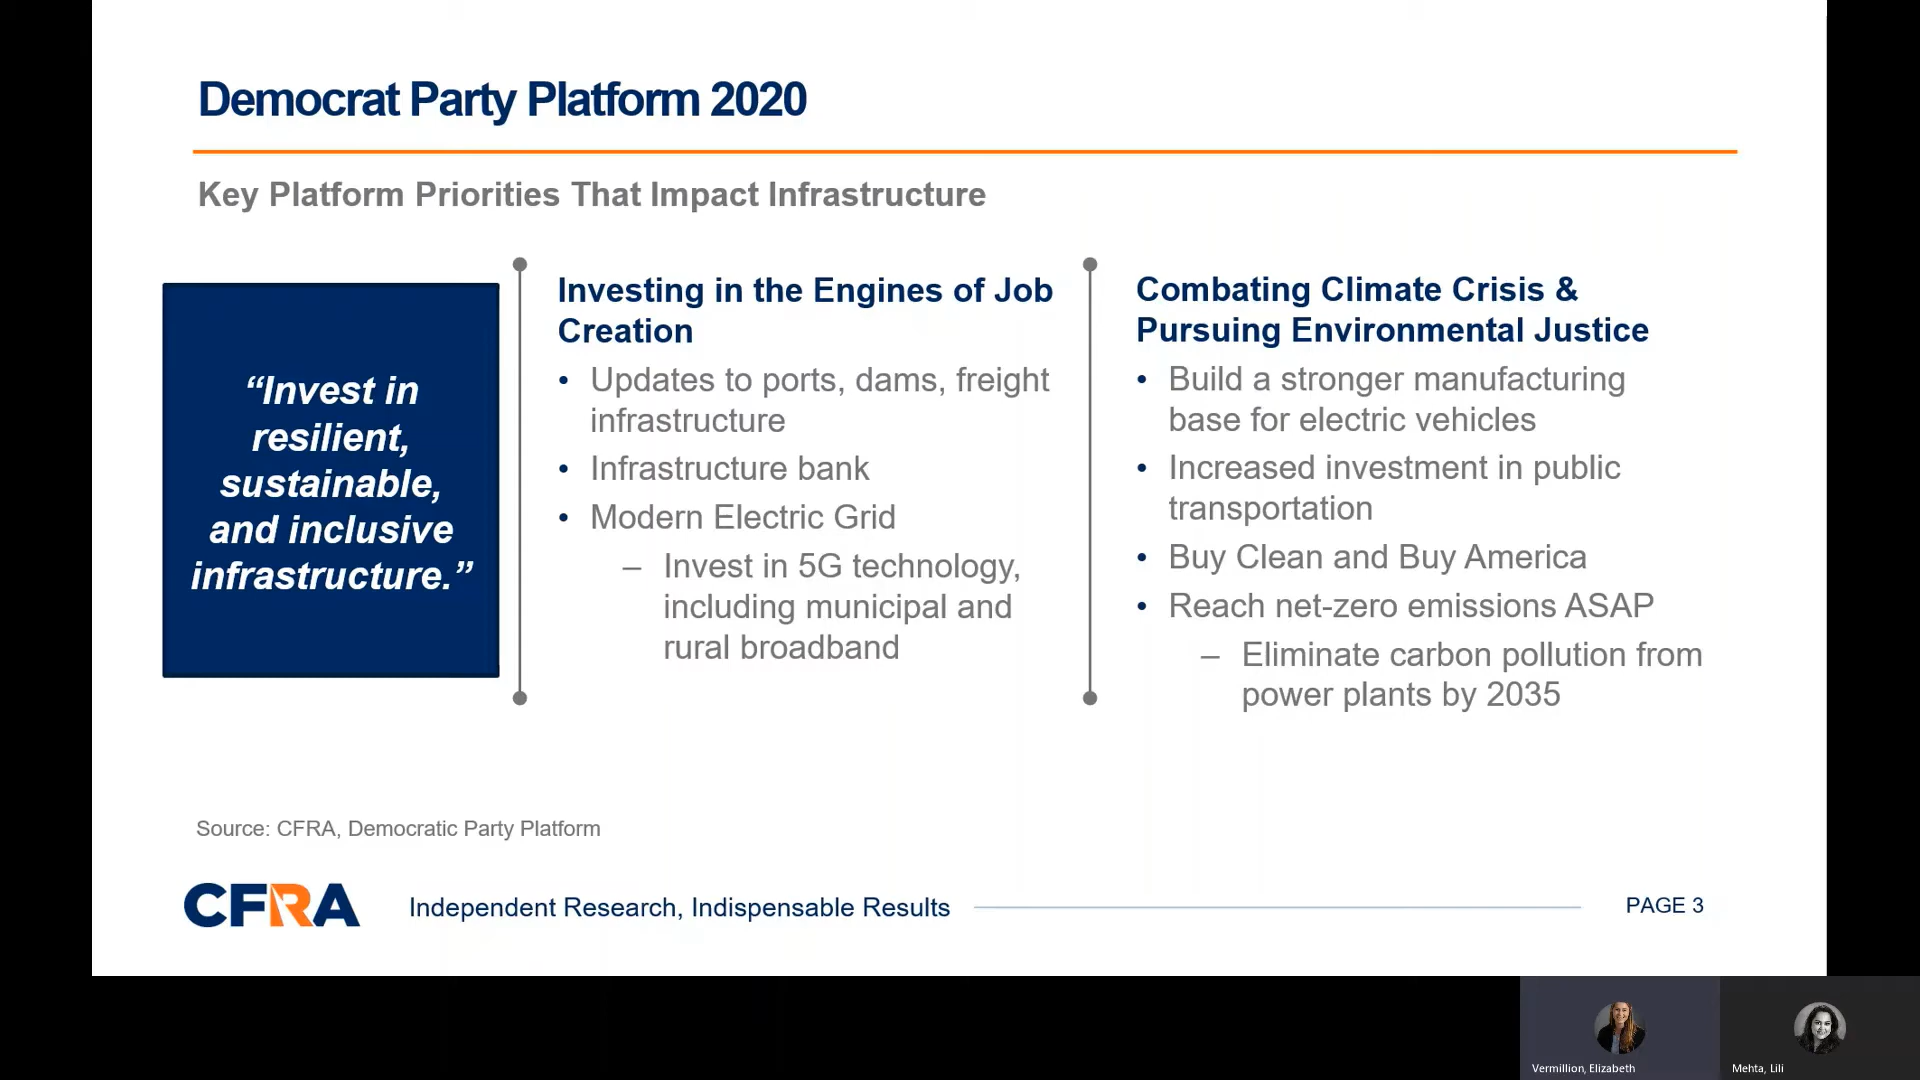 Democrat Party Platform 2020
Key Platform Priorities That Impact Infrastructure
“Invest in
resilient,
sustainable,
and inclusive
infrastructure.”
Investing in the Engines of Job
Creation
• Updates to ports, dams, freight
infrastructure
• Infrastructure bank
• Modern Electric Grid
– Invest in 5G technology,
including municipal and
rural broadband
Combating Climate Crisis &
Pursuing Environmental Justice
• Build a stronger manufacturing
base for electric vehicles
• Increased investment in public
transportation
• Buy Clean and Buy America
• Reach net-zero emissions ASAP
– Eliminate carbon pollution from
power plants by 2035
Source: CFRA, Democratic Party Platform
CFRA
Independent Research, Indispensable Results
PAGE 3
Vermillion, Elizabeth
Mehta, Lili